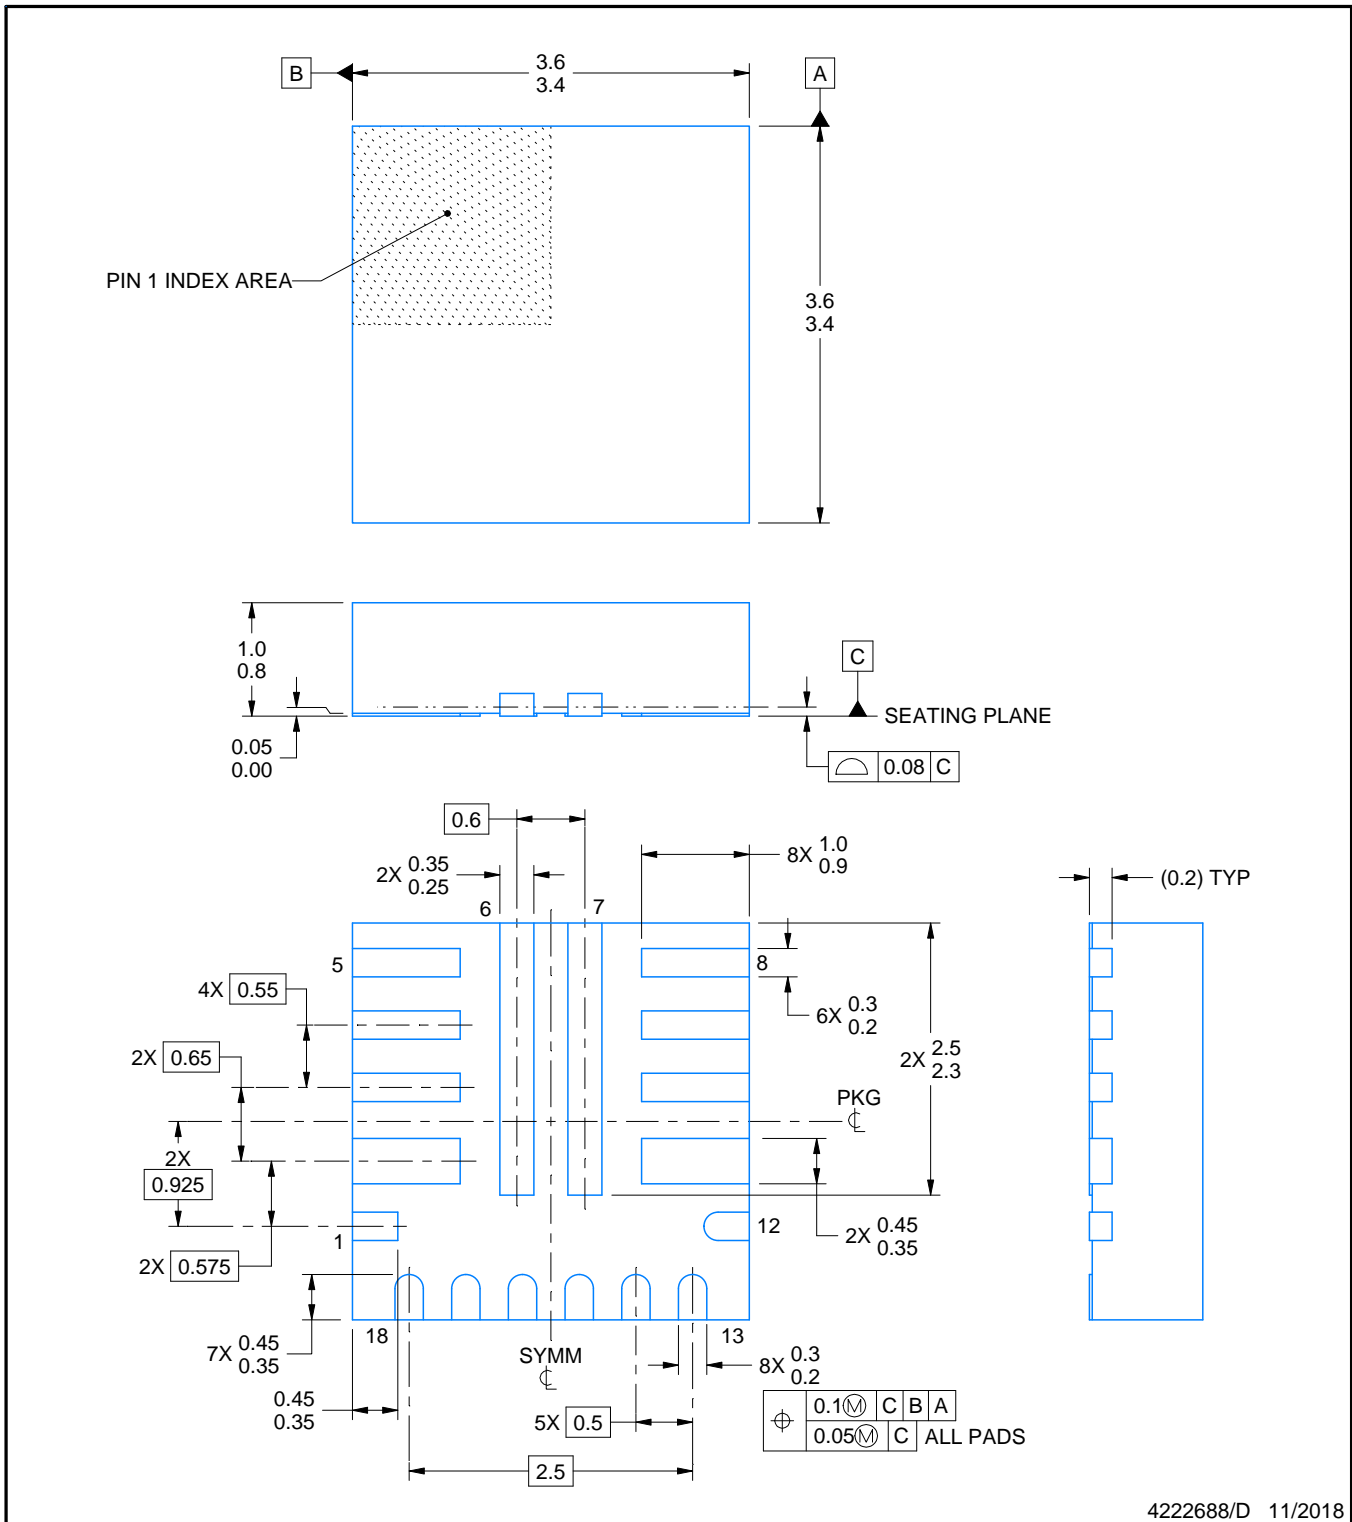 B
3.6
3.4
A
PIN 1 INDEX AREA
3.6
3.4
1.0
0.8
C
SEATING PLANE
0.05
0.00
0.08 C
0.6
8X 1.0
0.9
2X 0.35
0.25
(0.2) TYP
6
7
5
8
4X 0.55
6X 0.3
0.2
2X 0.65
2X 2.5
2.3
PKG
2X
0.925
1
12
2X 0.45
0.35
2X 0.575
18
13
7X 0.45
0.35
SYMM
8X 0.3
0.2
0.45
0.35
5X 0.5
0.1Ⓜ C B A
0.05Ⓜ C ALL PADS
2.5
4222688/D 11/2018